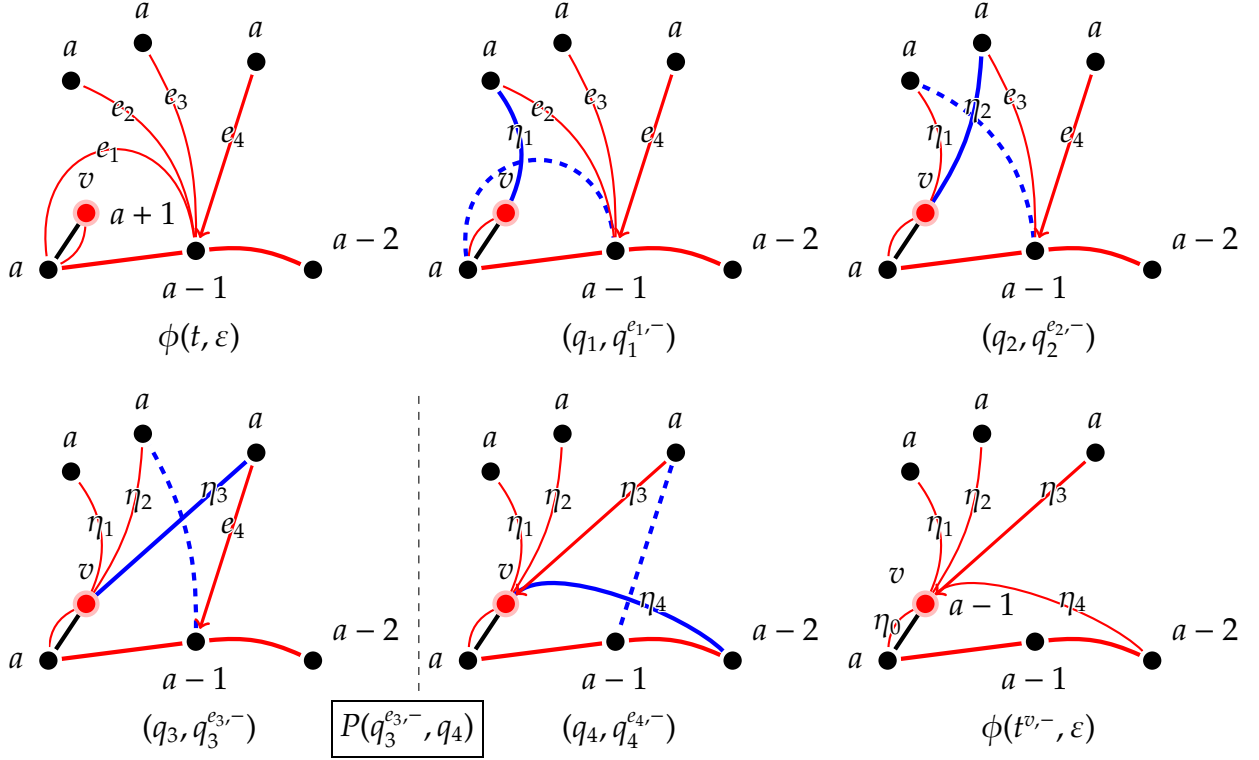 a
a
a
e₂
e₃
e₄
e₁
v
a + 1
a
a − 1
a − 2
ϕ(t, ε)
a
a
a
e₂
e₃
e₄
η₁
v
a
a − 1
a − 2
(q₁, q₁^{e₁,−})
a
a
a
η₁
η₂
e₃
e₄
v
a
a − 1
a − 2
(q₂, q₂^{e₂,−})
a
a
a
η₁
η₂
η₃
e₄
v
a
a − 1
a − 2
(q₃, q₃^{e₃,−})
P(q₃^{e₃,−}, q₄)
a
a
a
η₁
η₂
η₃
v
η₄
a
a − 1
a − 2
(q₄, q₄^{e₄,−})
a
a
a
η₁
η₂
η₃
v
a − 1
η₄
η₀
a
a − 1
a − 2
ϕ(t^{v,−}, ε)